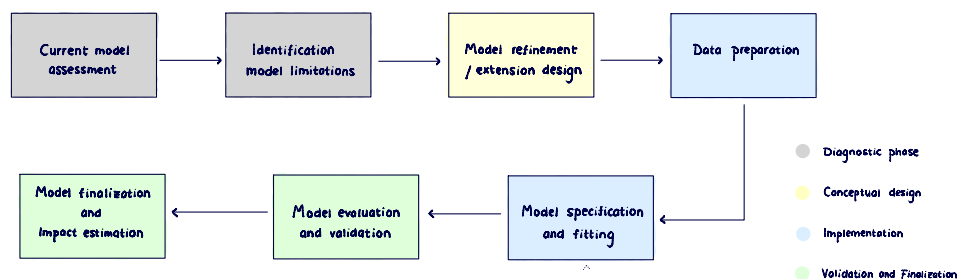 Current model
assessment
Identification
model limitations
Model refinement
/ extension design
Data preparation
Model finalization
and
Impact estimation
Model evaluation
and validation
Model specification
and fitting
Diagnostic phase
Conceptual design
Implementation
Validation and Finalization